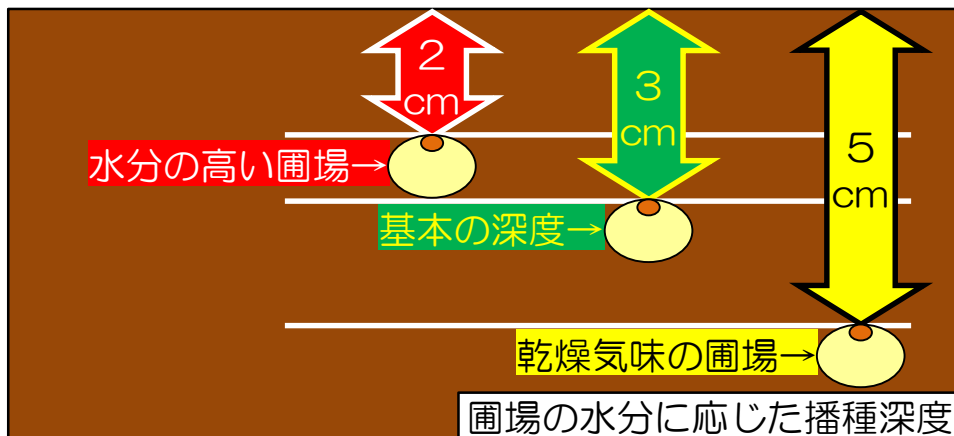 2
cm
3
cm
5
cm
水分の高い圃場→
基本の深度→
乾燥気味の圃場→
圃場の水分に応じた播種深度